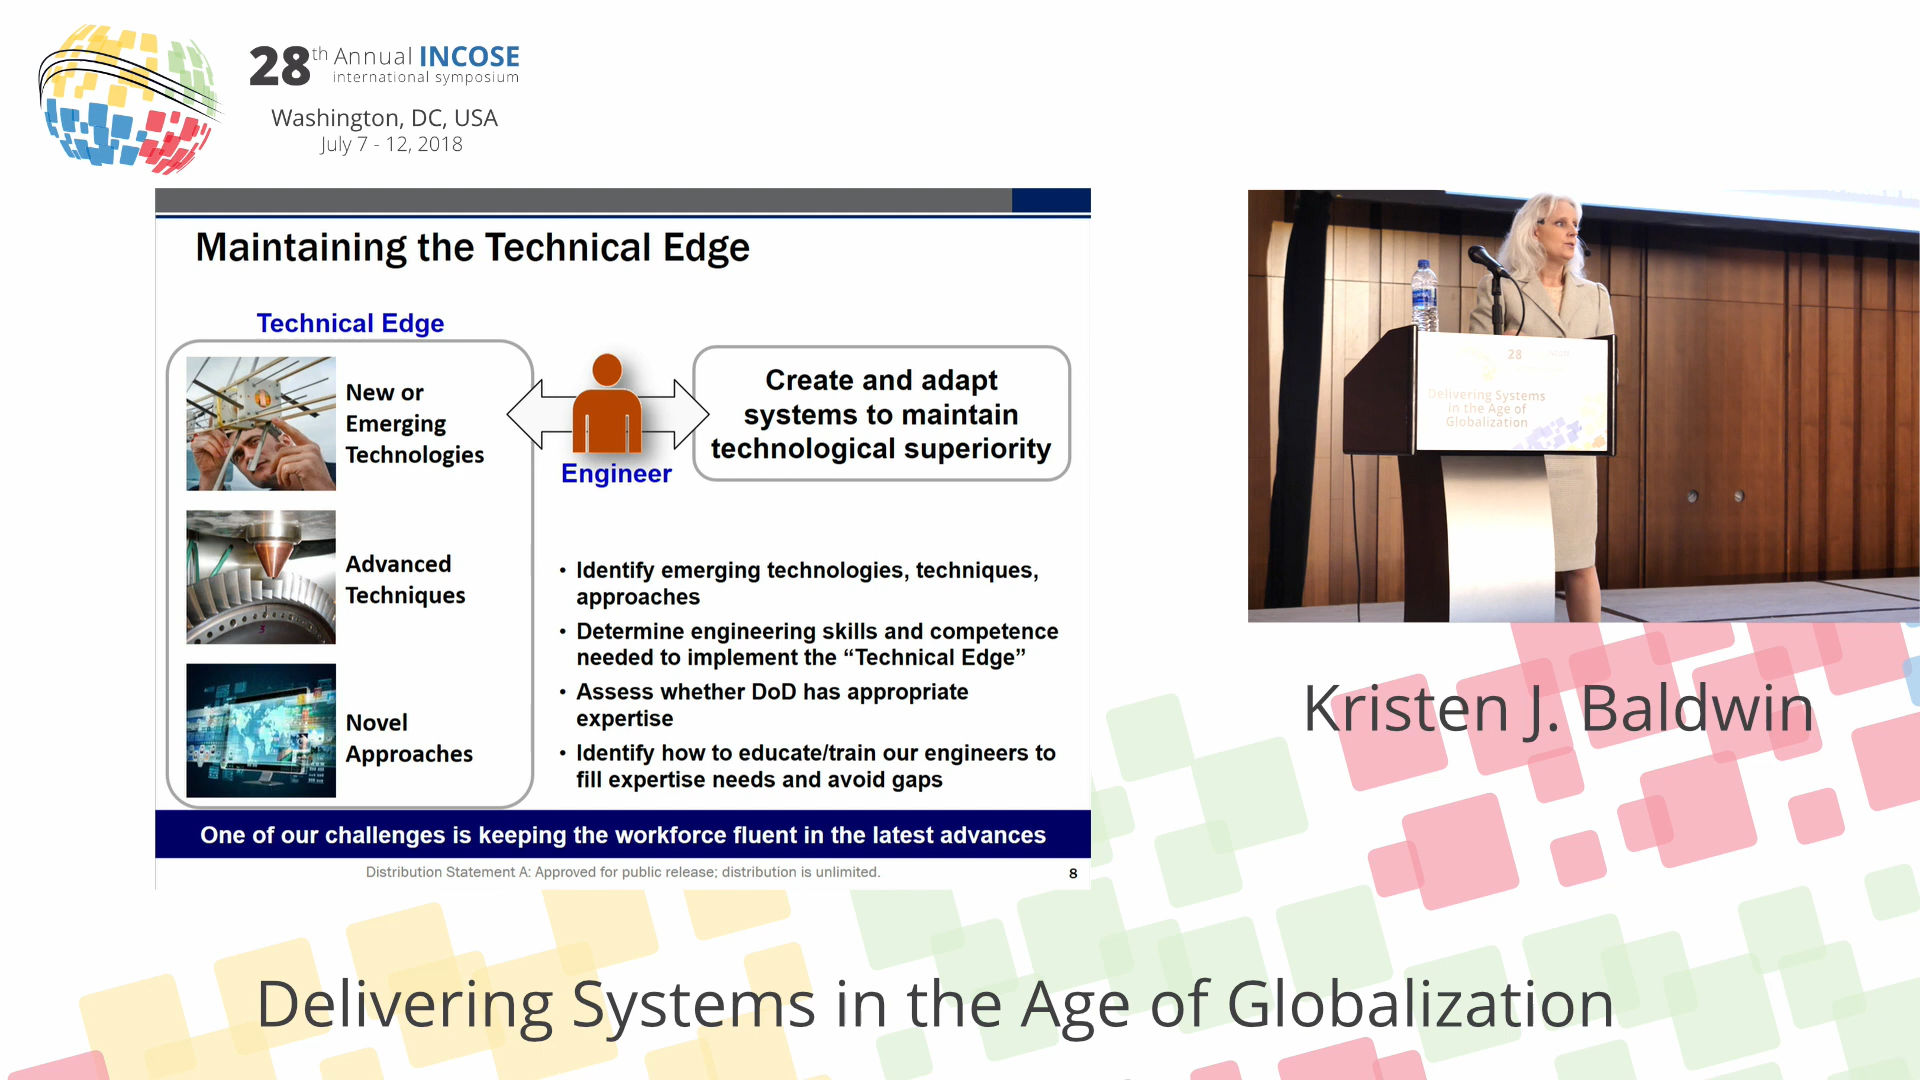 28th Annual INCOSE
international symposium
Washington, DC, USA
July 7 - 12, 2018
Maintaining the Technical Edge
Technical Edge
New or
Emerging
Technologies
Advanced
Techniques
Novel
Approaches
Engineer
Create and adapt
systems to maintain
technological superiority
• Identify emerging technologies, techniques,
approaches
• Determine engineering skills and competence
needed to implement the “Technical Edge”
• Assess whether DoD has appropriate
expertise
• Identify how to educate/train our engineers to
fill expertise needs and avoid gaps
One of our challenges is keeping the workforce fluent in the latest advances
Distribution Statement A: Approved for public release; distribution is unlimited.
8
28
Delivering Systems
in the Age of
Globalization
Kristen J. Baldwin
Delivering Systems in the Age of Globalization